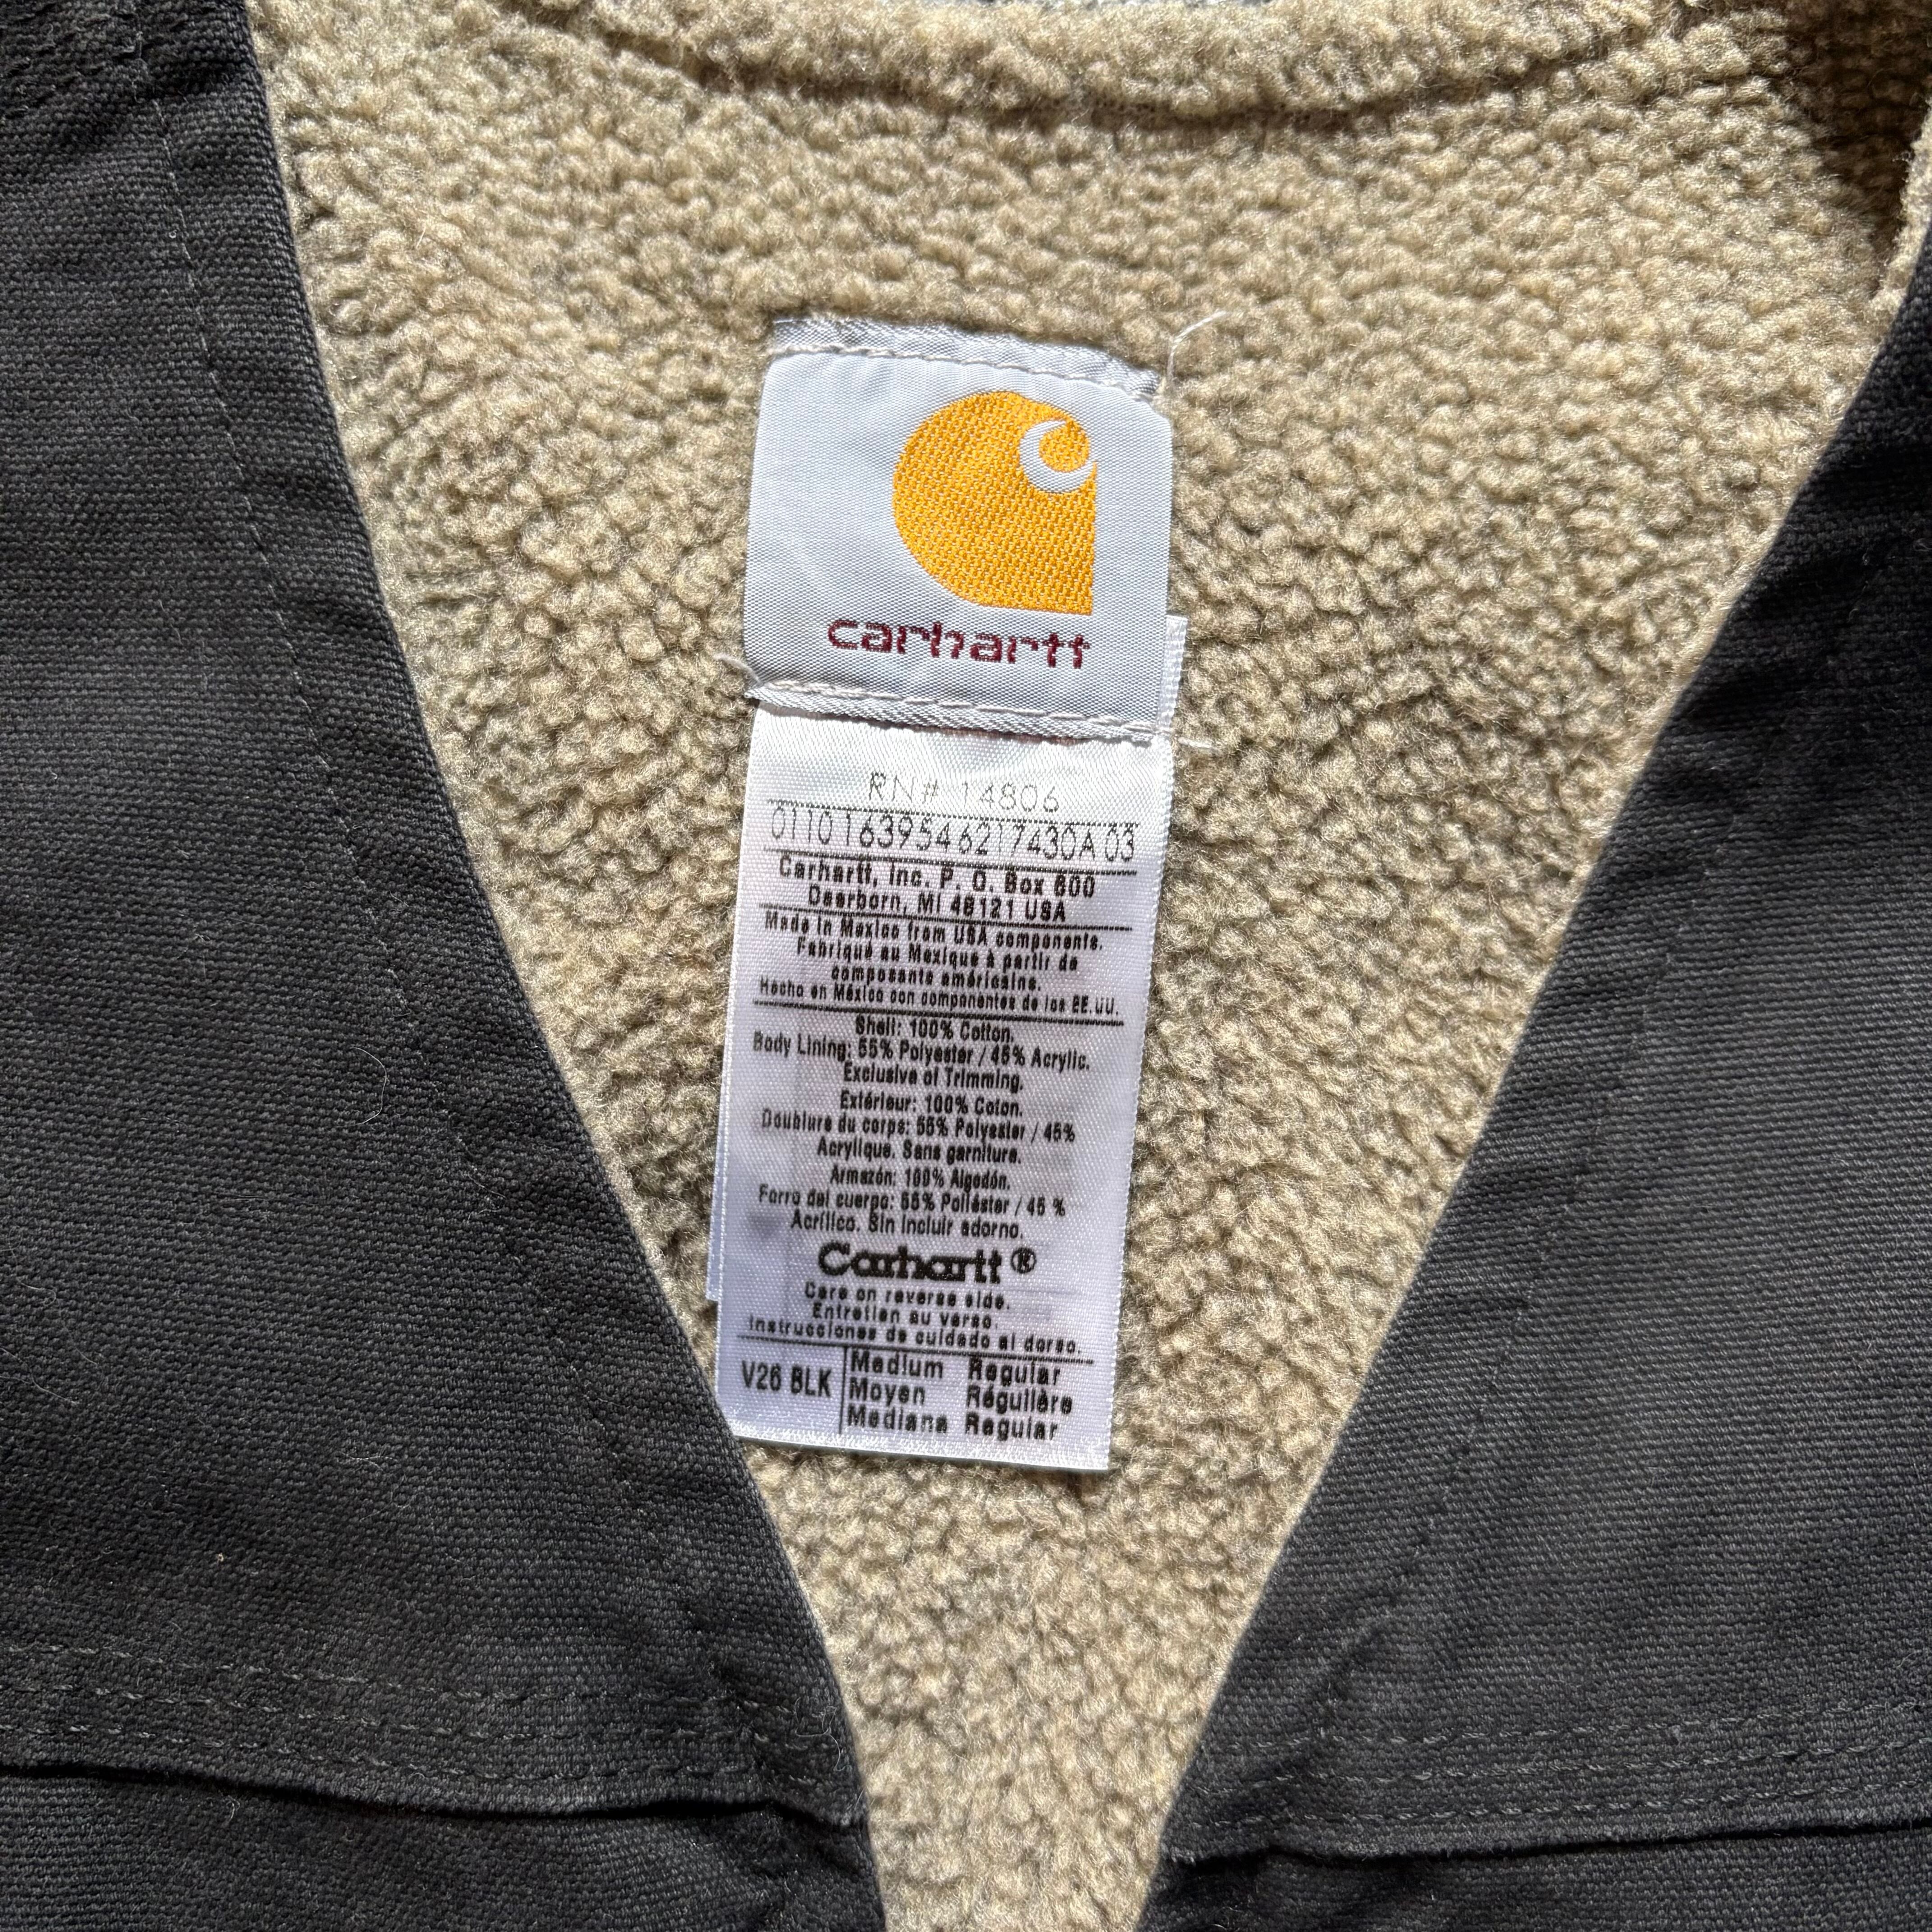 carhartt
RN# 14806
01101639546217430A 03
Carhartt, Inc. P. O. Box 600
Dearborn, MI 48121 USA
Made in Mexico from USA components.
Fabriqué au Mexique à partir de
composants américains.
Hecho en México con componentes de los EE.UU.
Shell: 100% Cotton.
Body Lining: 55% Polyester / 45% Acrylic.
Exclusive of Trimming.
Extérieur: 100% Coton.
Doublure du corps: 55% Polyester / 45%
Acrylique. Sans garniture.
Armazón: 100% Algodón.
Forro del cuerpo: 55% Poliéster / 45 %
Acrílico. Sin incluir adorno.
Carhartt®
Care on reverse side.
Entretien au verso.
Instrucciones de cuidado al dorso.
V26 BLK Medium Regular
Moyen Régulière
Mediana Regular